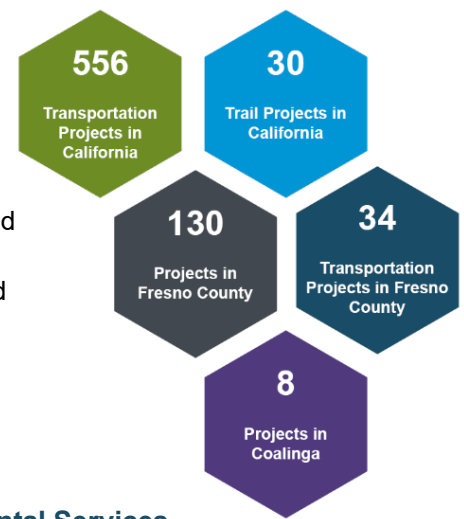 556
Transportation
Projects in
California
30
Trail Projects in
California
130
Projects in
Fresno County
34
Transportation
Projects in Fresno
County
8
Projects in
Coalinga
Services